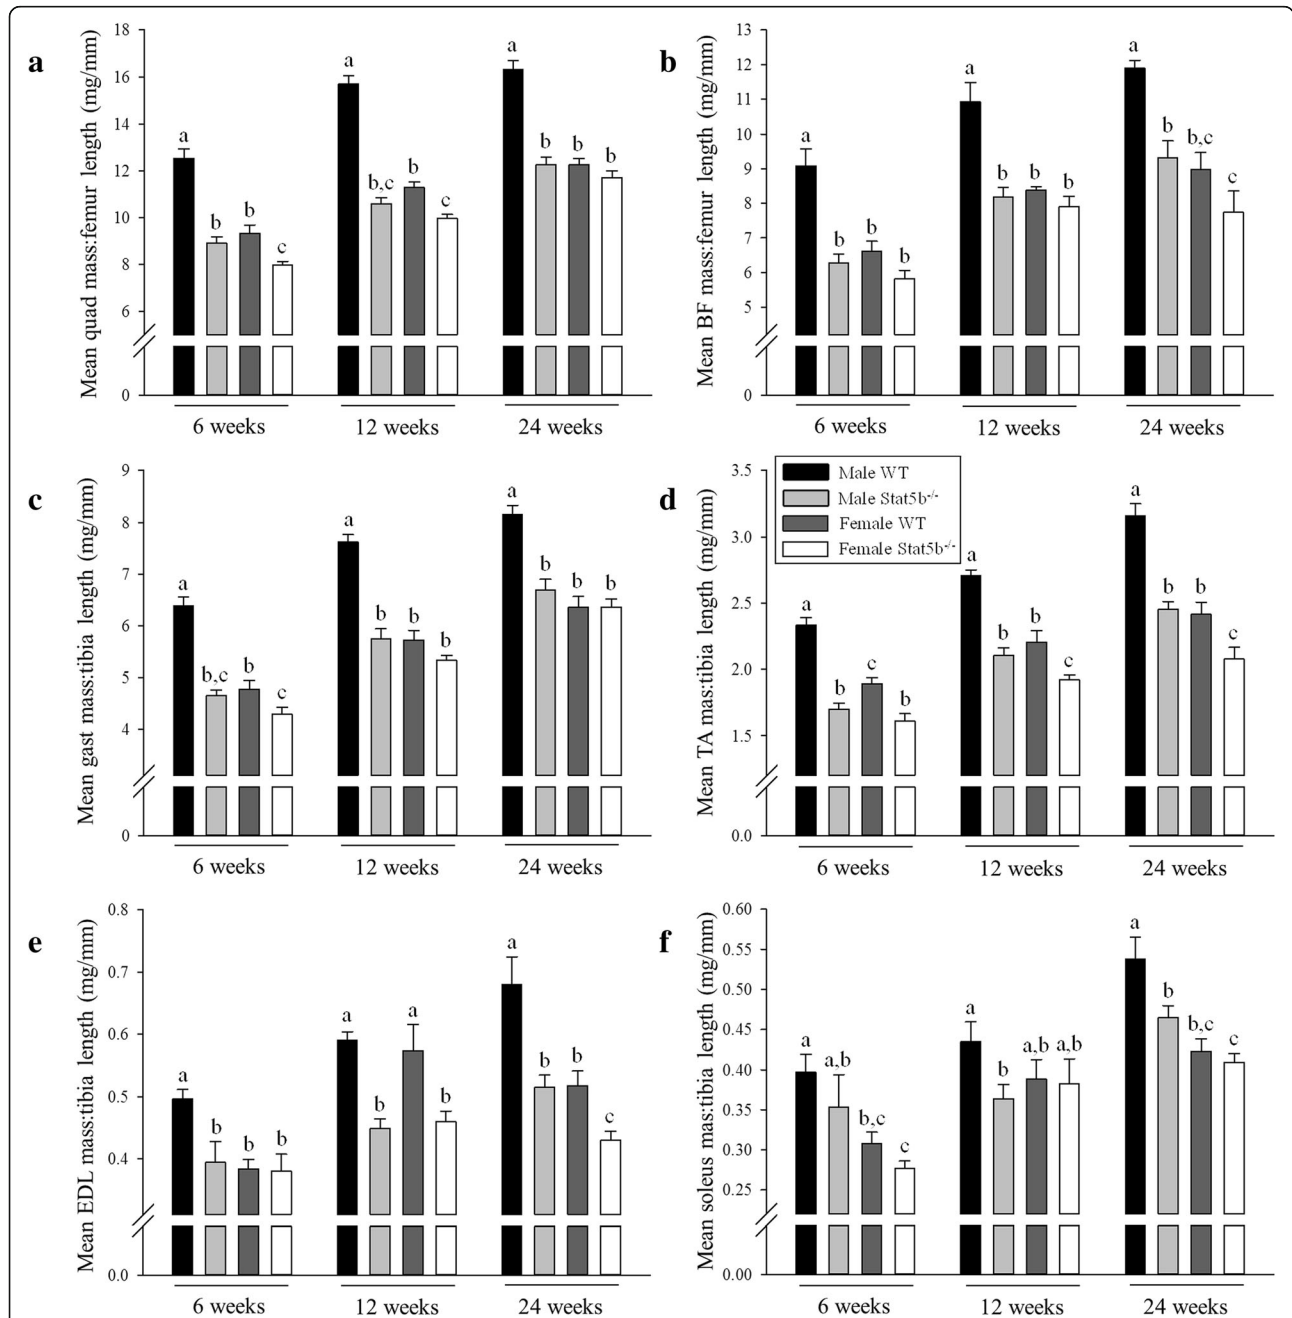 a
Mean quad mass:femur length (mg/mm)
18
16
14
12
10
8
6
0
a
b
b
c
a
b,c
b
c
a
b
b
b
6 weeks
12 weeks
24 weeks
b
Mean BF mass:femur length (mg/mm)
13
12
11
10
9
8
7
6
5
0
a
b
b
b
a
b
b
b
a
b
b,c
c
6 weeks
12 weeks
24 weeks
c
Mean gast mass:tibia length (mg/mm)
9
8
7
6
5
4
0
a
b,c
b
c
a
b
b
b
a
b
b
b
6 weeks
12 weeks
24 weeks
Male WT
Male Stat5b-/-
Female WT
Female Stat5b-/-
d
Mean TA mas:tibia length (mg/mm)
3.5
3.0
2.5
2.0
1.5
0.0
a
b
c
b
a
b
b
c
a
b
b
c
6 weeks
12 weeks
24 weeks
e
Mean EDL mass:tibia length (mg/mm)
0.8
0.7
0.6
0.5
0.4
0.0
a
b
b
b
a
b
a
b
a
b
b
c
6 weeks
12 weeks
24 weeks
f
Mean soleus mas:tibia length (mg/mm)
0.60
0.55
0.50
0.45
0.40
0.35
0.30
0.25
0.00
a
a,b
b,c
c
a
b
a,b
a,b
a
b
b,c
c
6 weeks
12 weeks
24 weeks